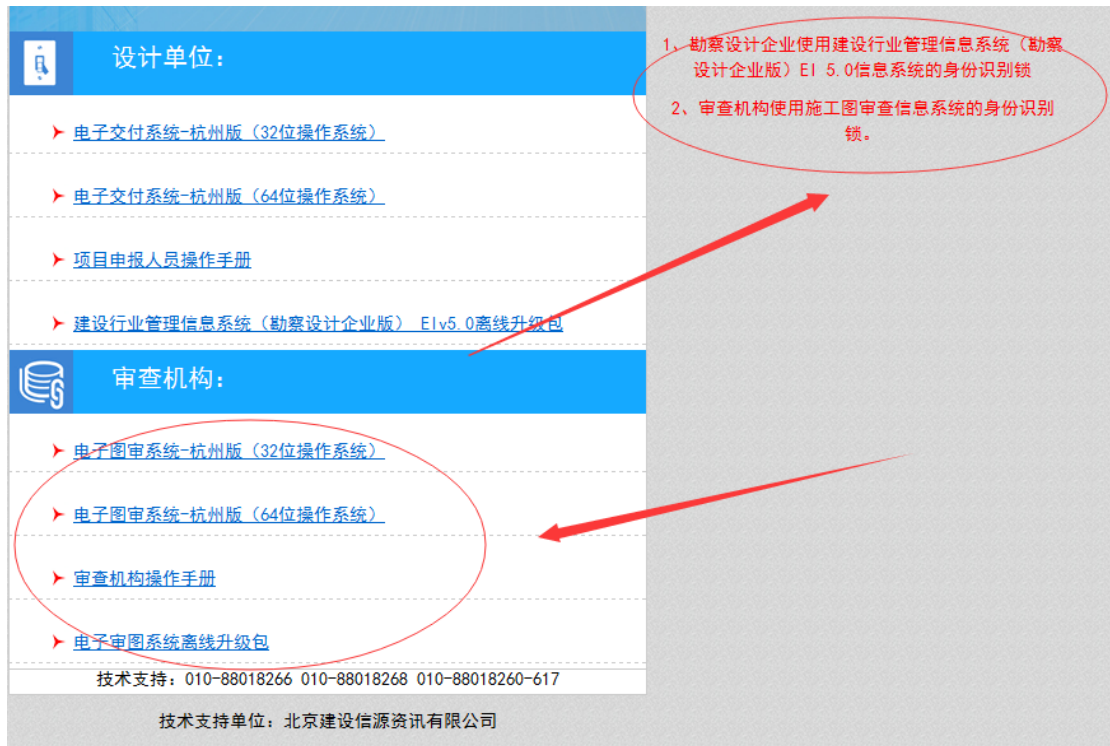 设计单位：
电子交付系统-杭州版（32位操作系统）
电子交付系统-杭州版（64位操作系统）
项目申报人员操作手册
建设行业管理信息系统（勘察设计企业版） EIv5.0离线升级包
审查机构：
电子图审系统-杭州版（32位操作系统）
电子图审系统-杭州版（64位操作系统）
审查机构操作手册
电子审图系统离线升级包
技术支持：010-88018266 010-88018268 010-88018260-617
技术支持单位：北京建设信源资讯有限公司
1、勘察设计企业使用建设行业管理信息系统（勘察
设计企业版）EI 5.0信息系统的身份识别锁
2、审查机构使用施工图审查信息系统的身份识别
锁。